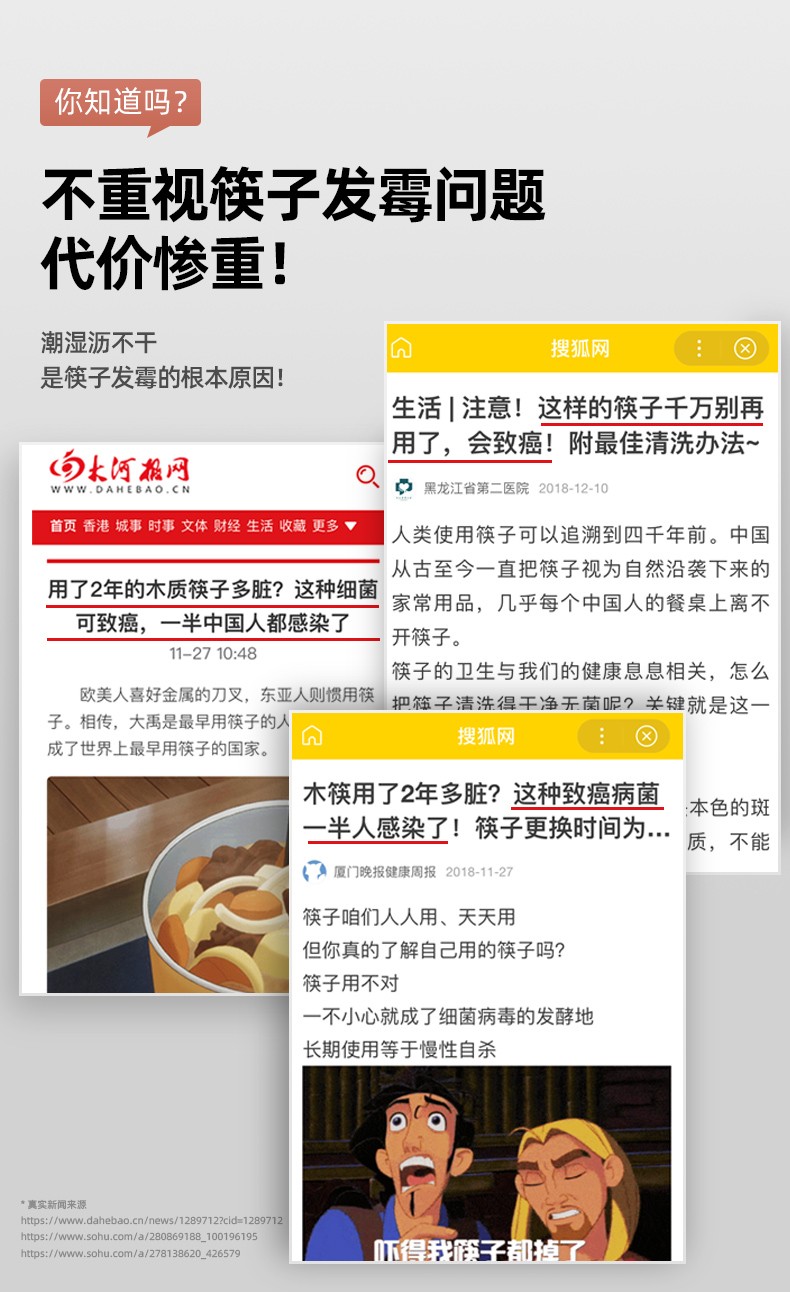 你知道吗？
不重视筷子发霉问题
代价惨重！
潮湿沥不干
是筷子发霉的根本原因！
大河报网
WWW.DAHEBAO.CN
首页 香港 城事 时事 文体 财经 生活 收藏 更多
用了2年的木质筷子多脏？这种细菌
可致癌，一半中国人都感染了
11-27 10:48
欧美人喜好金属的刀叉，东亚人则惯用筷
子。相传，大禹是最早用筷子的人
成了世界上最早用筷子的国家。
搜狐网
生活 | 注意！这样的筷子千万别再
用了，会致癌！附最佳清洗办法~
黑龙江省第二医院 2018-12-10
人类使用筷子可以追溯到四千年前。中国
从古至今一直把筷子视为自然沿袭下来的
家常用品，几乎每个中国人的餐桌上离不
开筷子。
筷子的卫生与我们的健康息息相关，怎么
把筷子清洗得干净无菌呢？关键就是这一
本色的斑
质，不能
搜狐网
木筷用了2年多脏？这种致癌病菌
一半人感染了！筷子更换时间为...
厦门晚报健康周报 2018-11-27
筷子咱们人人用、天天用
但你真的了解自己用的筷子吗？
筷子用不对
一不小心就成了细菌病毒的发酵地
长期使用等于慢性自杀
吓得我筷子都掉了
* 真实新闻来源
https://www.dahebao.cn/news/1289712?cid=1289712
https://www.sohu.com/a/280869188_100196195
https://www.sohu.com/a/278138620_426579